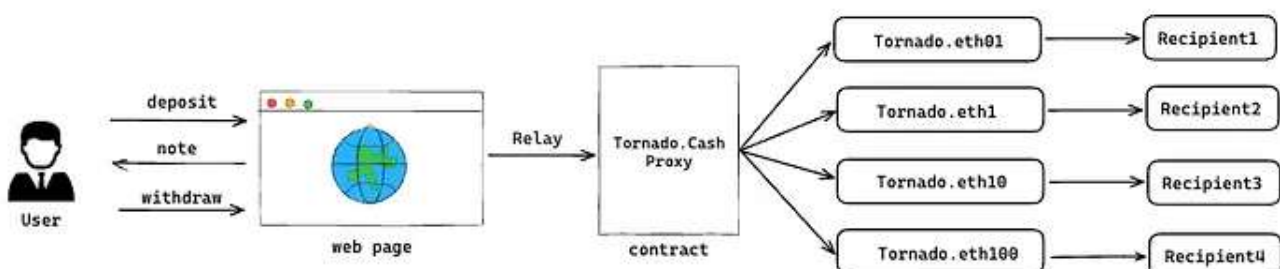 deposit
note
withdraw
User
web page
Relay
Tornado.Cash
Proxy
contract
Tornado.eth01
Recipient1
Tornado.eth1
Recipient2
Tornado.eth10
Recipient3
Tornado.eth100
Recipient4